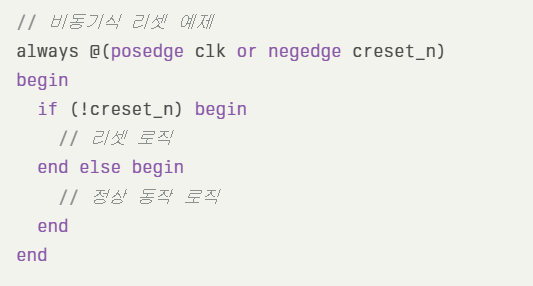 // 비동기식 리셋 예제
always @(posedge clk or negedge creset_n)
begin
  if (!creset_n) begin
    // 리셋 로직
  end else begin
    // 정상 동작 로직
  end
end